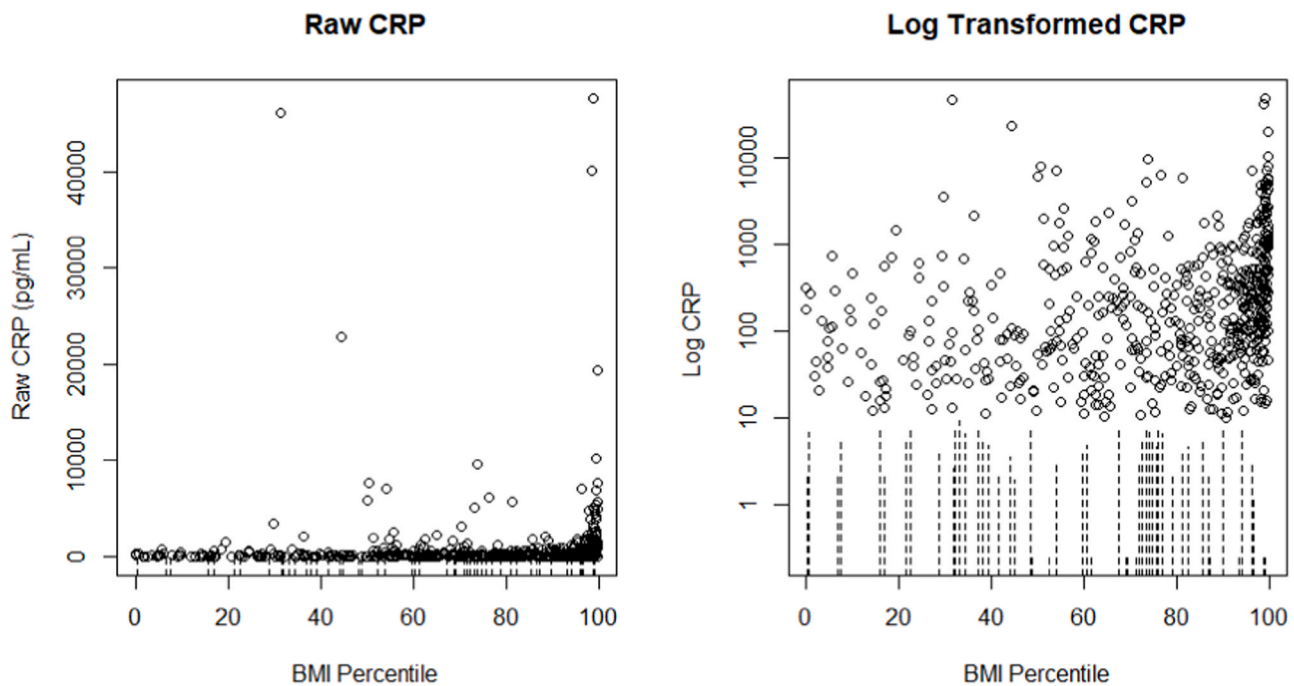 Raw CRP
Raw CRP (pg/mL)
40000
30000
20000
10000
0
0 20 40 60 80 100
BMI Percentile
Log Transformed CRP
Log CRP
10000
1000
100
10
1
0 20 40 60 80 100
BMI Percentile